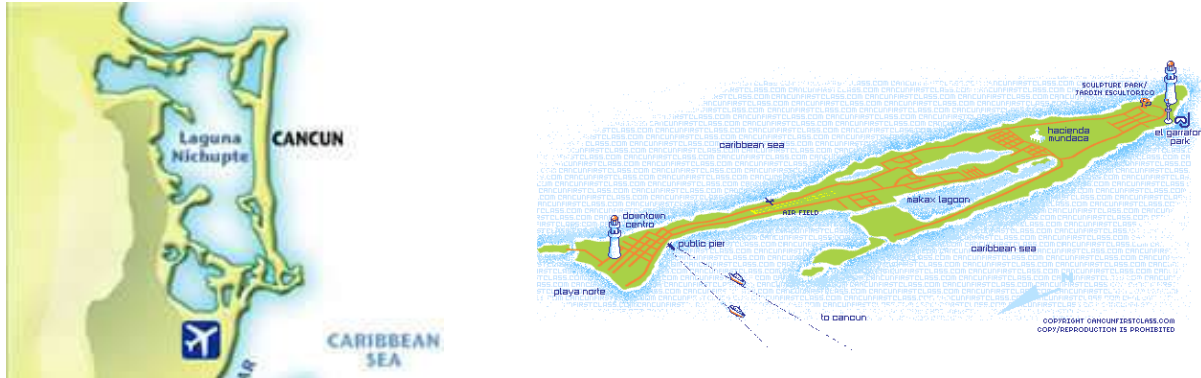 Laguna
Nichupte
CANCUN
CARIBBEAN
SEA
SCULPTURE PARK/
JARDIN ESCULTORICO
el garrafon
park
hacienda
mundaca
caribbean sea
makax lagoon
AIR FIELD
downtown
centro
public pier
caribbean sea
playa norte
to cancun
COPYRIGHT CANCUNFIRSTCLASS.COM
COPY/REPRODUCTION IS PROHIBITED